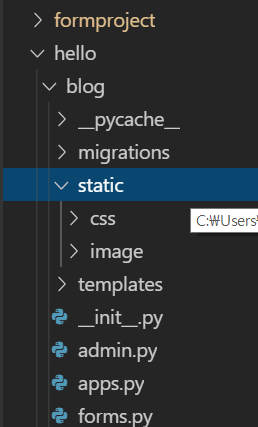 formproject
hello
blog
__pycache__
migrations
static
css
C:₩Users
image
templates
__init__.py
admin.py
apps.py
forms.py